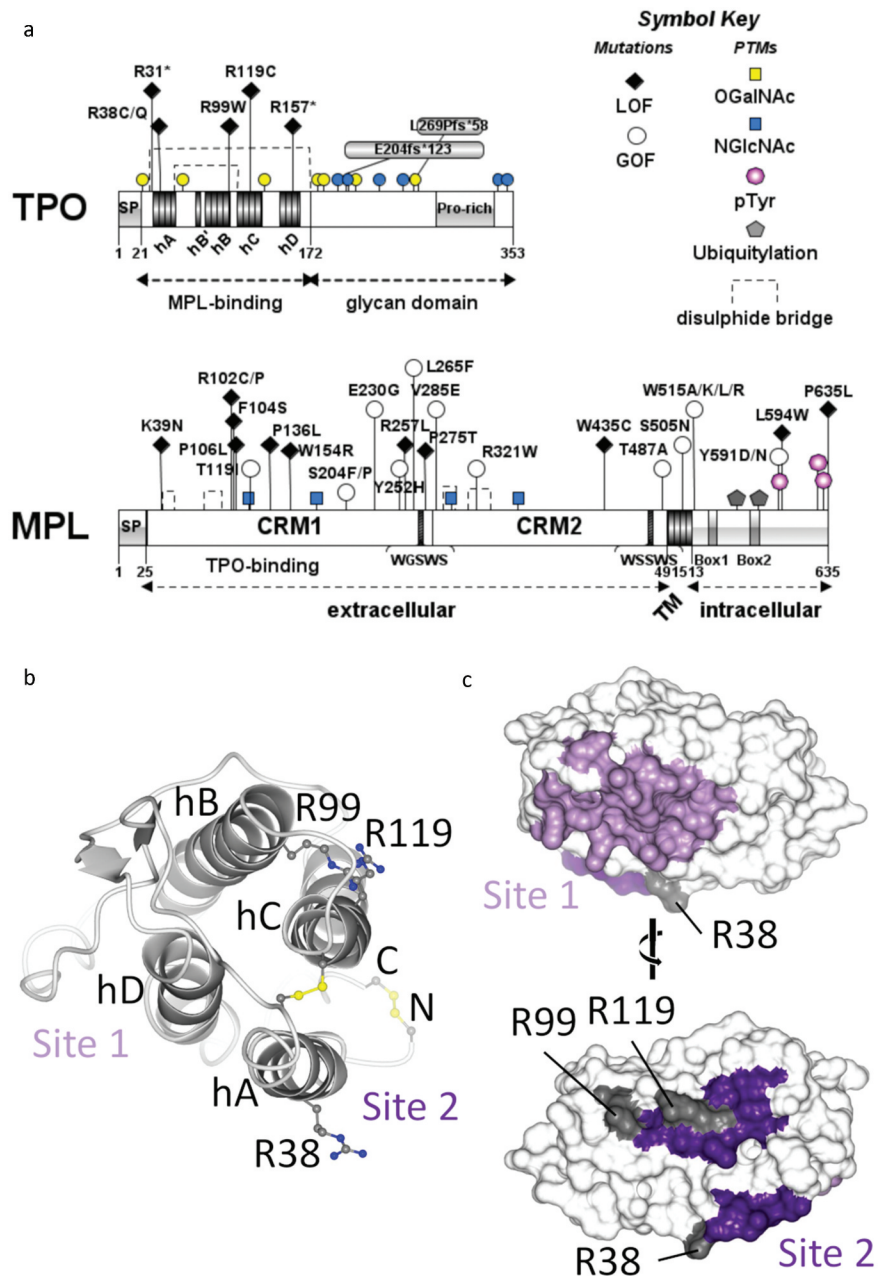 a
Symbol Key
Mutations PTMs
LOF
GOF
OGalNAc
NGlcNAc
pTyr
Ubiquitylation
disulphide bridge
R31*
R119C
R38C/Q
R99W
R157*
L269Pfs*58
E204fs*123
TPO
SP
Pro-rich
hA
hB'
hB
hC
hD
1
21
172
353
MPL-binding
glycan domain
R102C/P
L265F
F104S
E230G
V285E
W515A/K/L/R
P635L
K39N
P106L
P136L
R257L
P275T
W435C
S505N
L594W
T119I
W154R
S204F/P
Y252H
R321W
T487A
Y591D/N
MPL
SP
CRM1
CRM2
TPO-binding
WGSWS
WSSWS
Box1
Box2
1
25
491
513
635
extracellular
TM
intracellular
b
hB
R99
R119
hC
C
hD
N
Site 1
hA
Site 2
R38
c
Site 1
R38
R99
R119
R38
Site 2